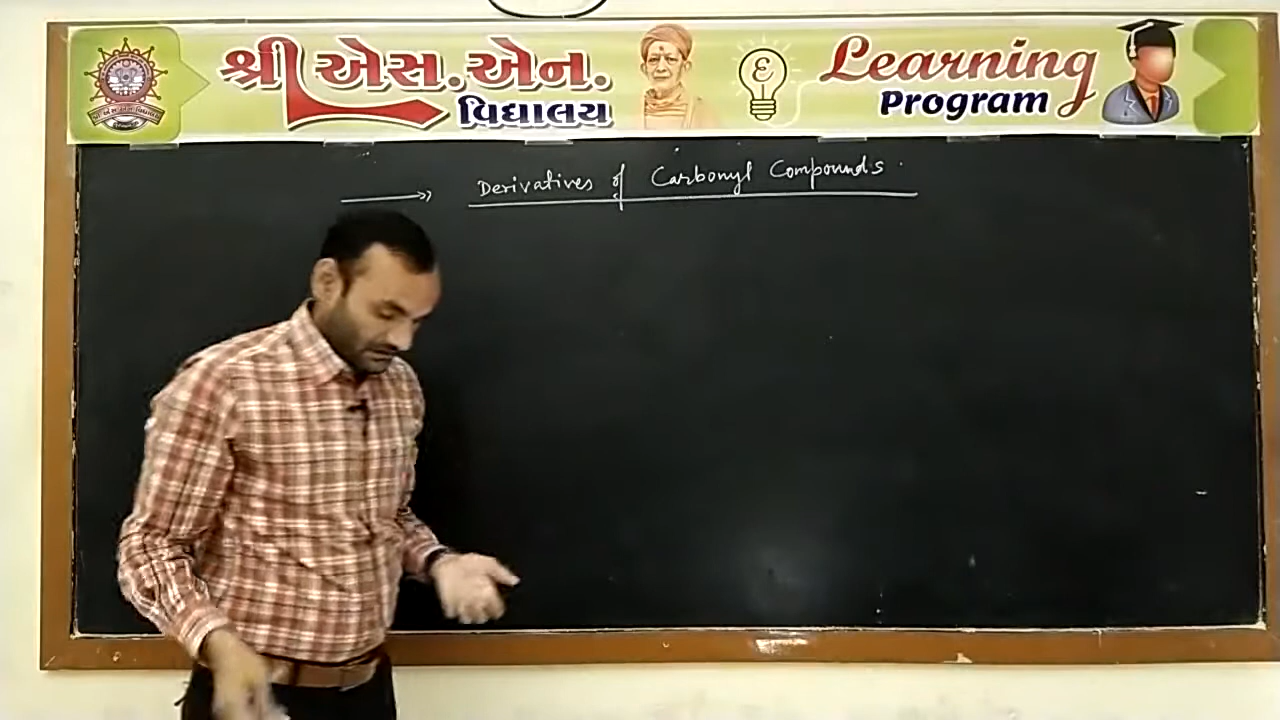 શ્રી એસ.એન.
વિદ્યાલય
Learning
Program
Derivatives of Carbonyl Compounds